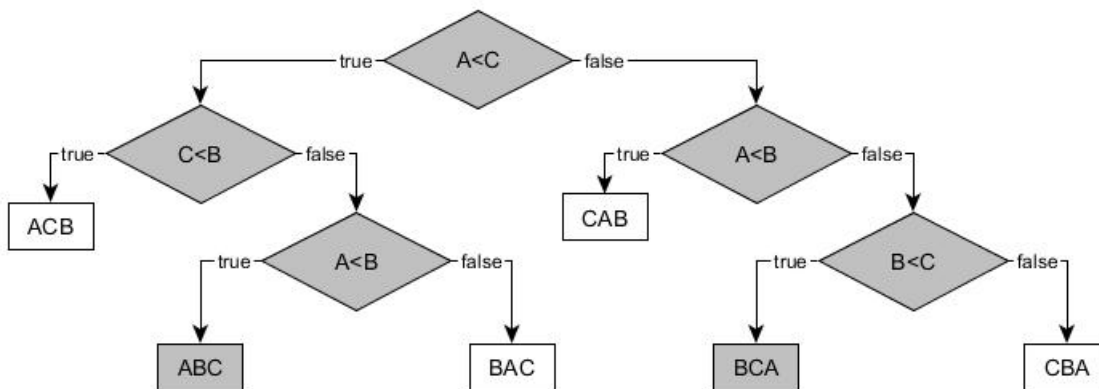 A<C
true
false
C<B
A<B
true
false
true
false
ACB
CAB
A<B
B<C
true
false
true
false
ABC
BAC
BCA
CBA